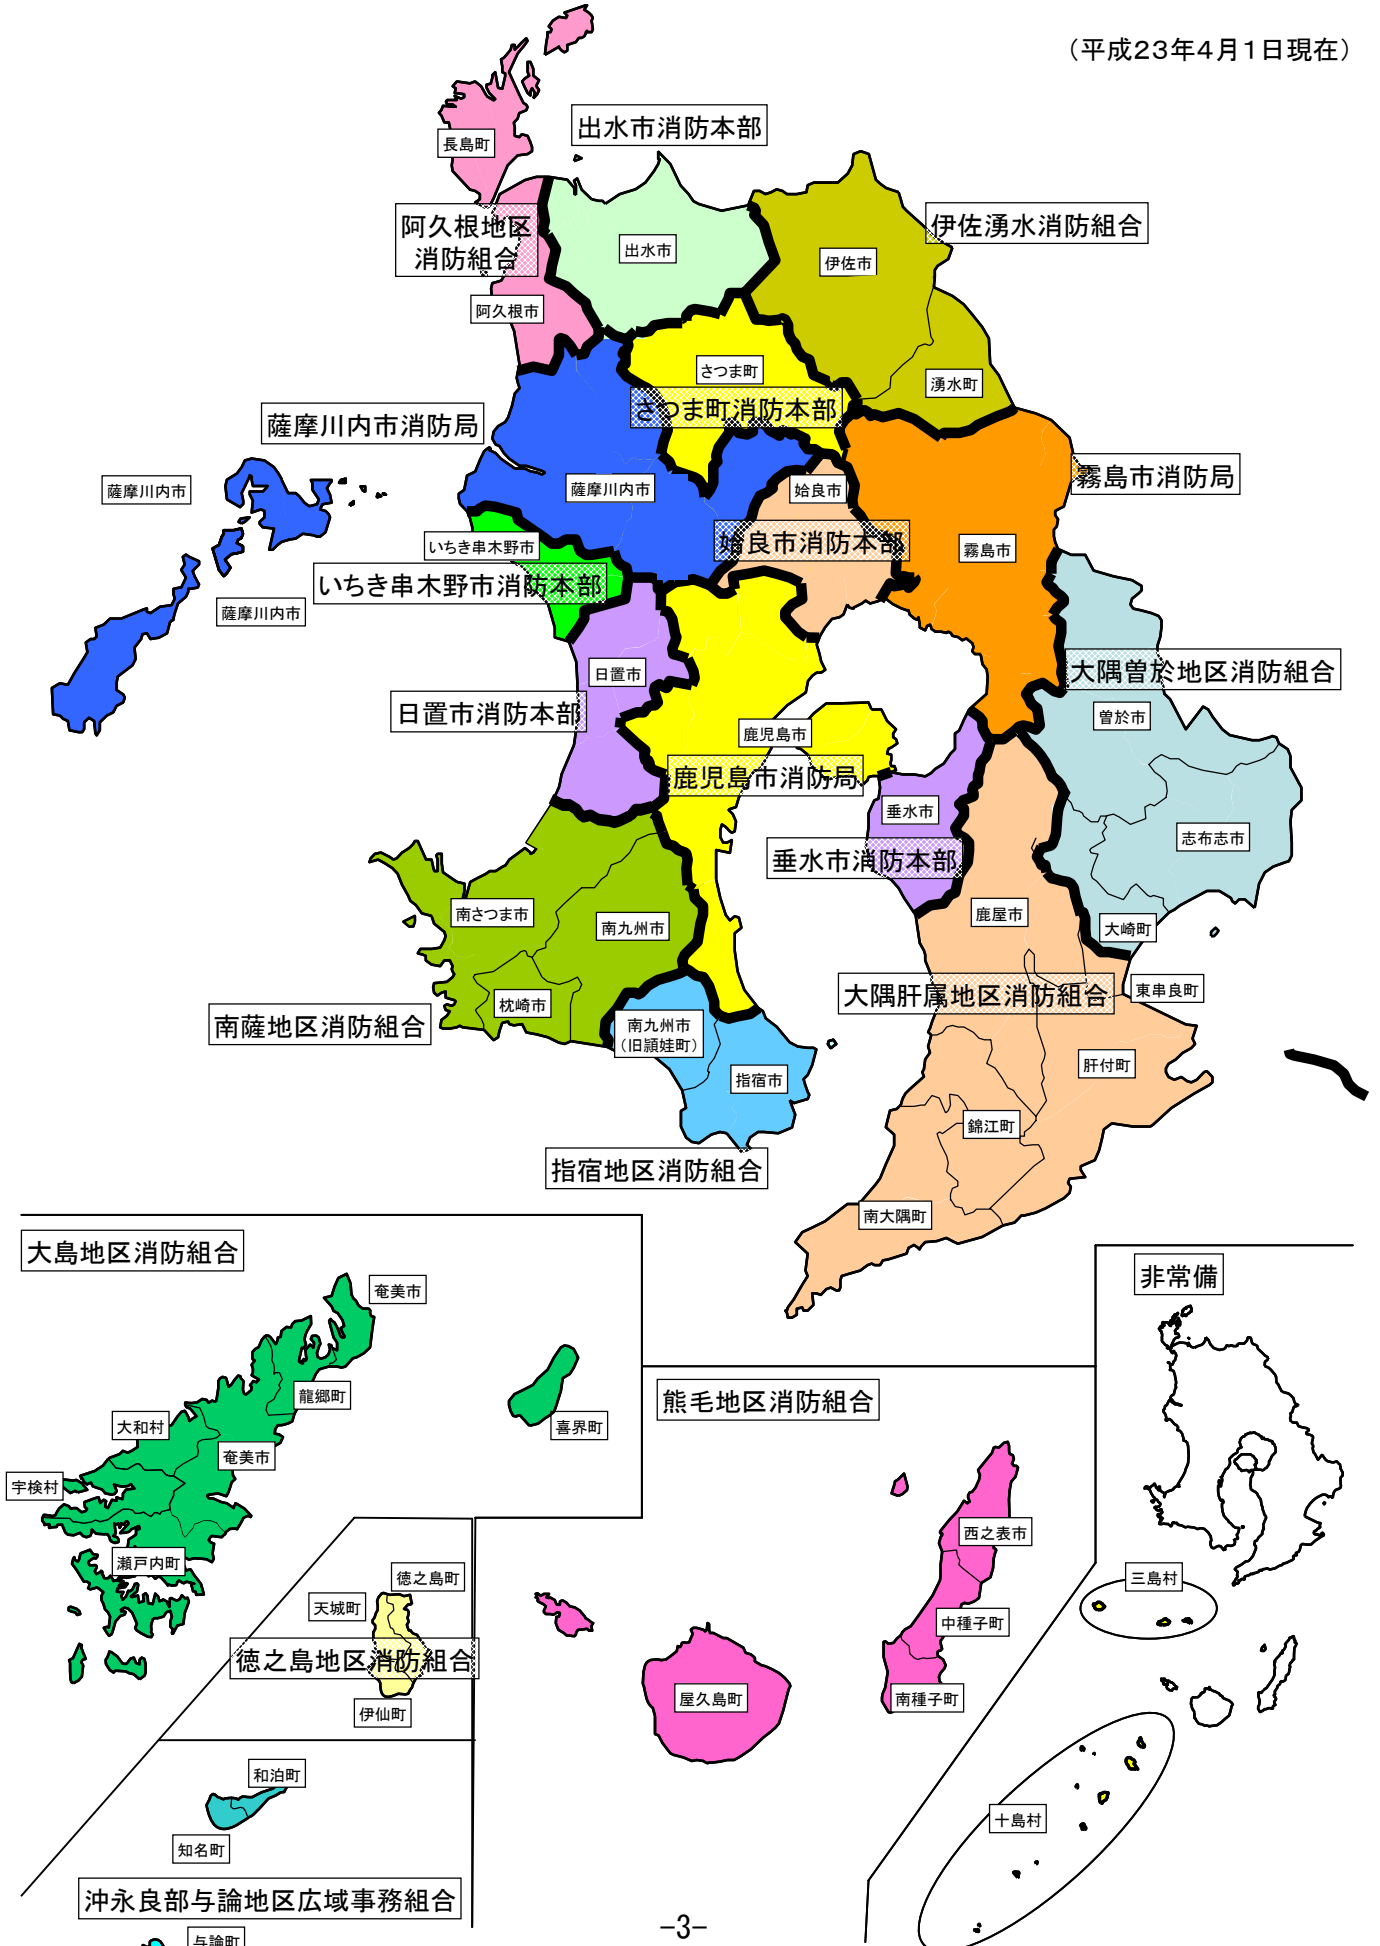 （平成23年4月1日現在）
長島町
出水市消防本部
阿久根地区
消防組合
伊佐湧水消防組合
出水市
伊佐市
阿久根市
さつま町
湧水町
さつま町消防本部
薩摩川内市消防局
霧島市消防局
薩摩川内市
薩摩川内市
姶良市
いちき串木野市
姶良市消防本部
霧島市
いちき串木野市消防本部
薩摩川内市
日置市
大隅曽於地区消防組合
日置市消防本部
曽於市
鹿児島市
鹿児島市消防局
垂水市
志布志市
垂水市消防本部
南さつま市
南九州市
鹿屋市
大崎町
大隅肝属地区消防組合
東串良町
枕崎市
南薩地区消防組合
南九州市
（旧頴娃町）
指宿市
肝付町
錦江町
指宿地区消防組合
南大隅町
大島地区消防組合
奄美市
非常備
龍郷町
喜界町
熊毛地区消防組合
大和村
奄美市
宇検村
西之表市
瀬戸内町
徳之島町
三島村
天城町
中種子町
徳之島地区消防組合
屋久島町
南種子町
伊仙町
和泊町
十島村
知名町
沖永良部与論地区広域事務組合
与論町
-3-